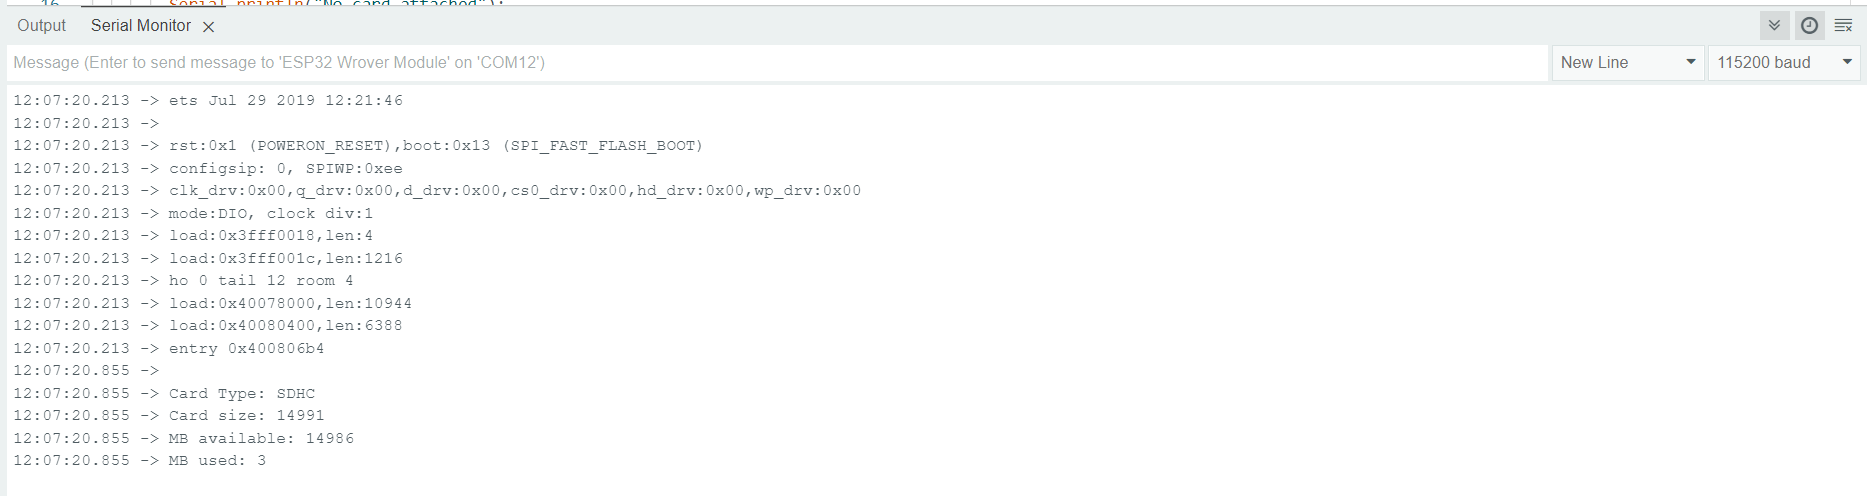 16 Serial.println("No card attached");
Output Serial Monitor
Message (Enter to send message to 'ESP32 Wrover Module' on 'COM12') New Line 115200 baud
12:07:20.213 -> ets Jul 29 2019 12:21:46
12:07:20.213 ->
12:07:20.213 -> rst:0x1 (POWERON_RESET),boot:0x13 (SPI_FAST_FLASH_BOOT)
12:07:20.213 -> configsip: 0, SPIWP:0xee
12:07:20.213 -> clk_drv:0x00,q_drv:0x00,d_drv:0x00,cs0_drv:0x00,hd_drv:0x00,wp_drv:0x00
12:07:20.213 -> mode:DIO, clock div:1
12:07:20.213 -> load:0x3fff0018,len:4
12:07:20.213 -> load:0x3fff001c,len:1216
12:07:20.213 -> ho 0 tail 12 room 4
12:07:20.213 -> load:0x40078000,len:10944
12:07:20.213 -> load:0x40080400,len:6388
12:07:20.213 -> entry 0x400806b4
12:07:20.855 ->
12:07:20.855 -> Card Type: SDHC
12:07:20.855 -> Card size: 14991
12:07:20.855 -> MB available: 14986
12:07:20.855 -> MB used: 3